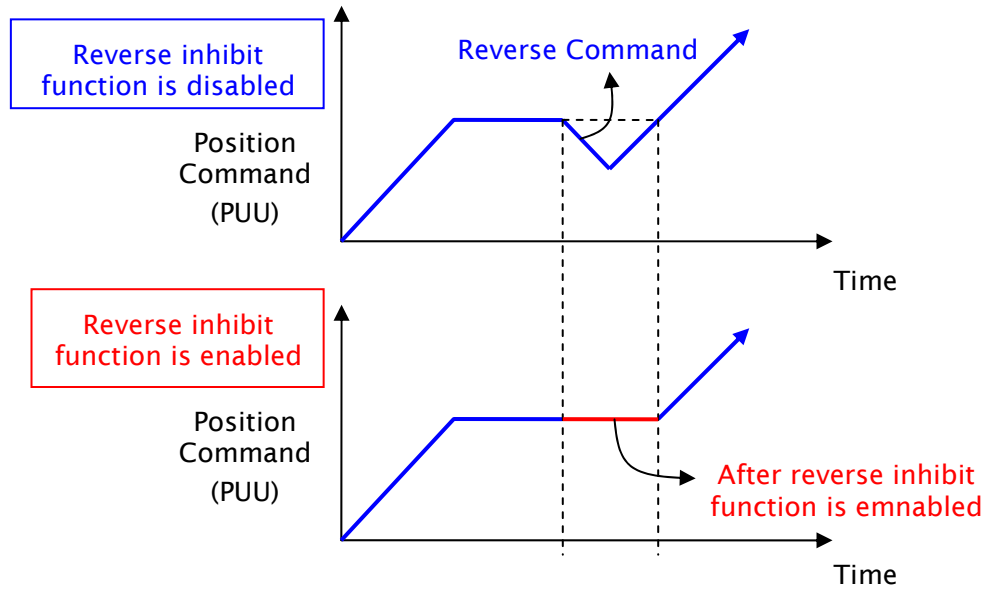 Reverse inhibit
function is disabled
Reverse Command
Position
Command
(PUU)
Time
Reverse inhibit
function is enabled
Position
Command
(PUU)
After reverse inhibit
function is emnabled
Time